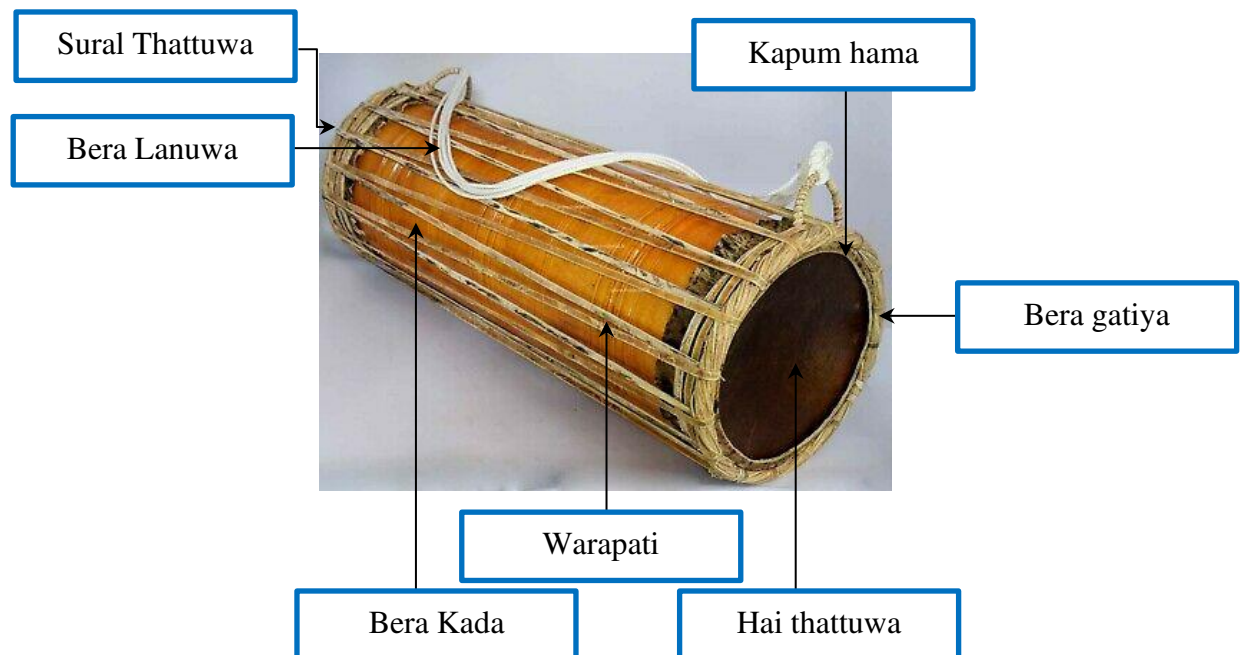 Sural Thattuwa
Kapum hama
Bera Lanuwa
Bera gatiya
Warapati
Bera Kada
Hai thattuwa